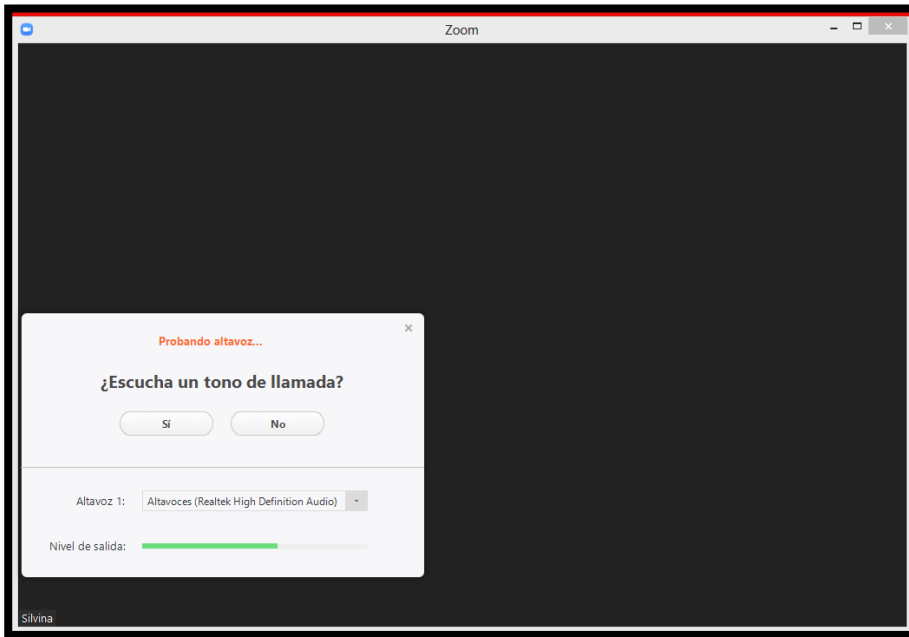 Zoom
Probando altavoz...
¿Escucha un tono de llamada?
Sí No
Altavoz 1: Altavoces (Realtek High Definition Audio)
Nivel de salida:
Silvina